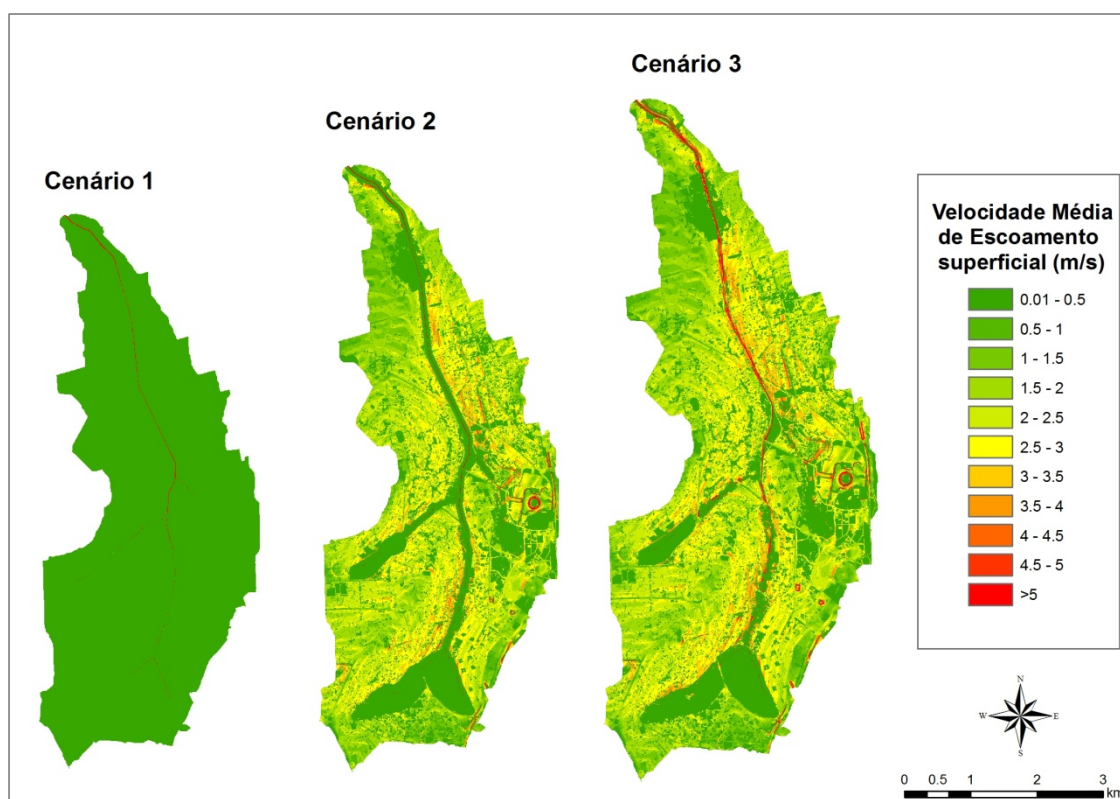 Cenário 3
Cenário 2
Cenário 1
Velocidade Média
de Escoamento
superficial (m/s)
0.01 - 0.5
0.5 - 1
1 - 1.5
1.5 - 2
2 - 2.5
2.5 - 3
3 - 3.5
3.5 - 4
4 - 4.5
4.5 - 5
>5
N
W E
S
0 0.5 1 2 3
km